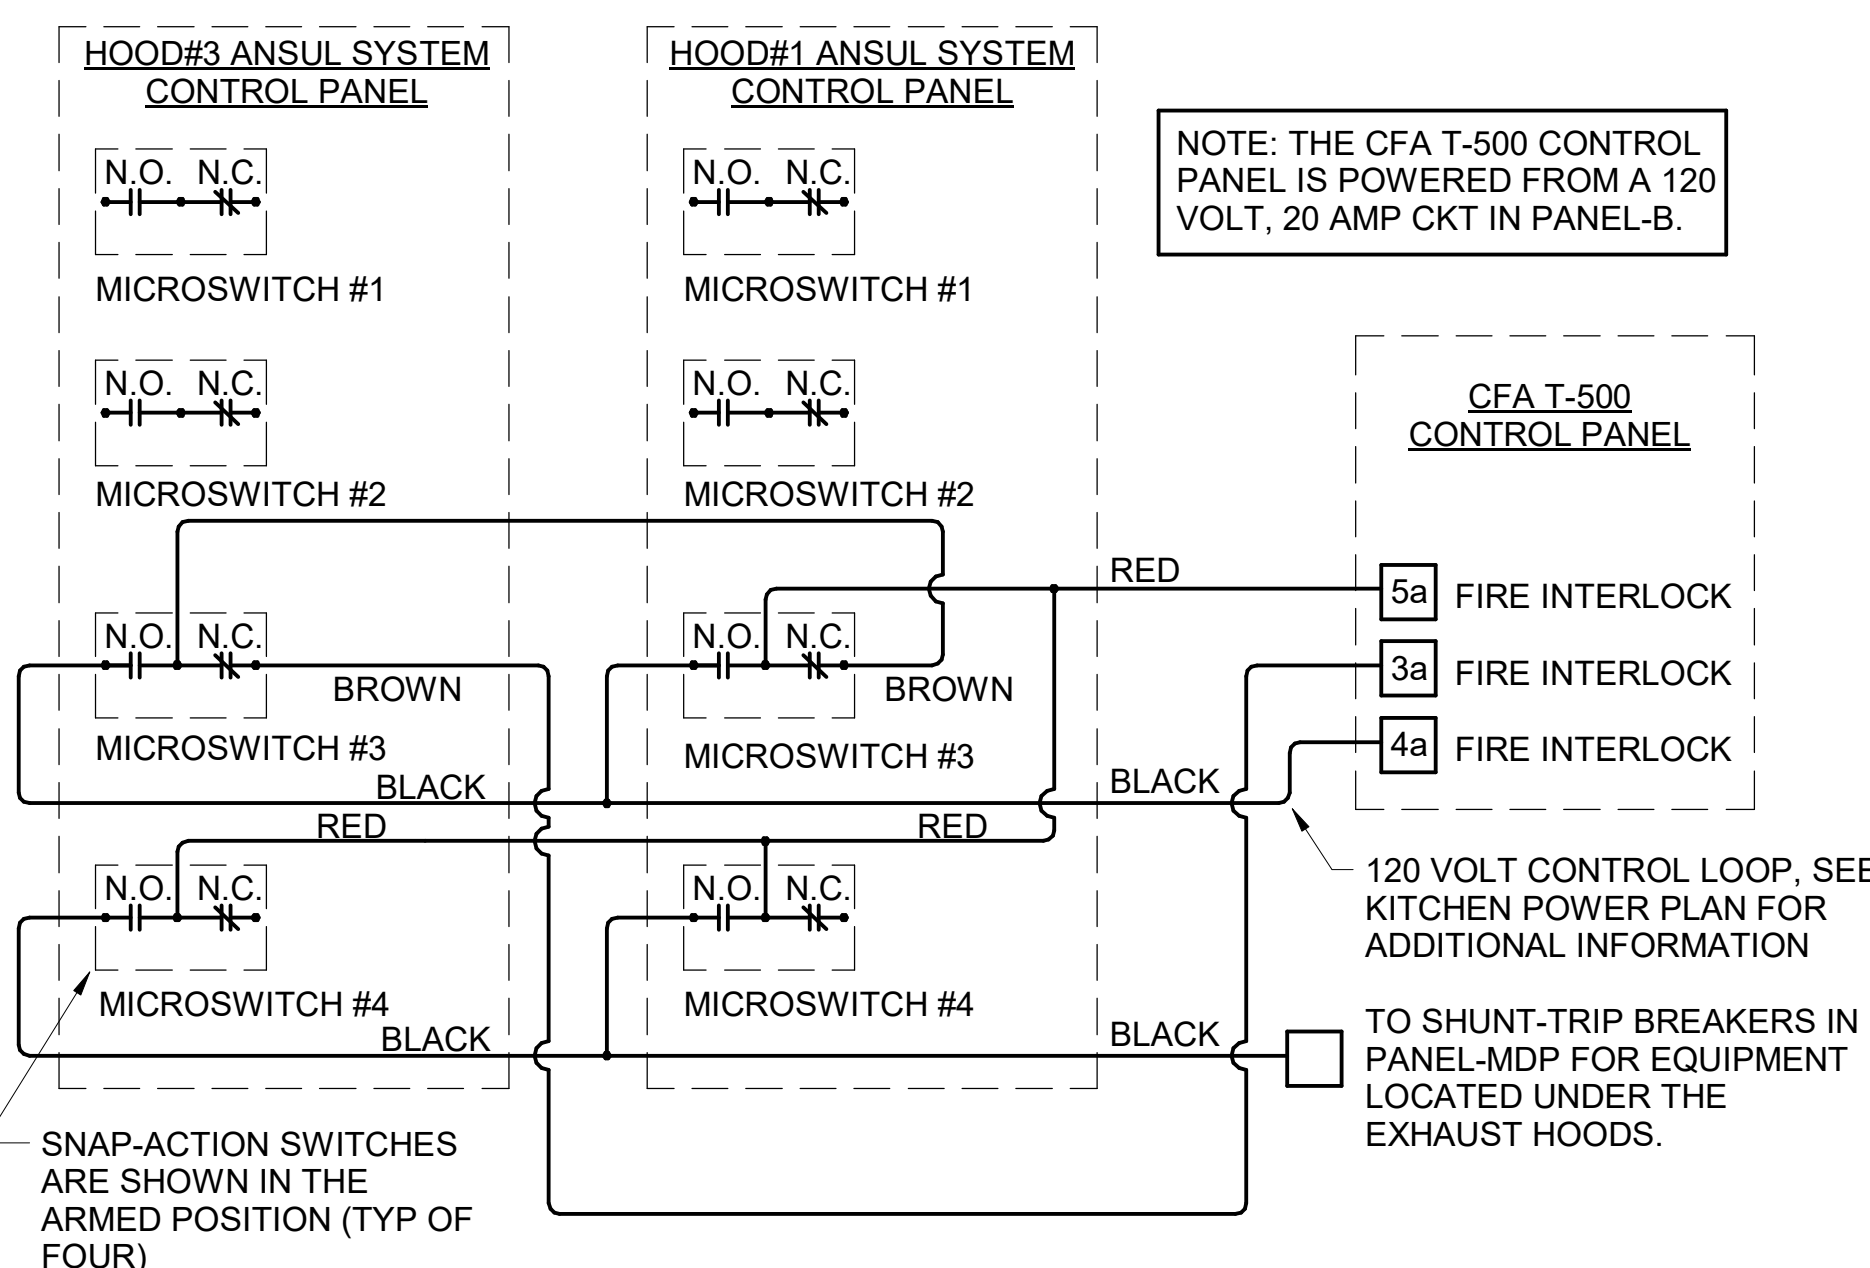 HOOD#3 ANSUL SYSTEM
CONTROL PANEL
N.O. N.C.
MICROSWITCH #1
N.O. N.C.
MICROSWITCH #2
N.O. N.C.
BROWN
MICROSWITCH #3
BLACK
RED
N.O. N.C.
MICROSWITCH #4
BLACK
SNAP-ACTION SWITCHES
ARE SHOWN IN THE
ARMED POSITION (TYP OF
FOUR)
HOOD#1 ANSUL SYSTEM
CONTROL PANEL
N.O. N.C.
MICROSWITCH #1
N.O. N.C.
MICROSWITCH #2
N.O. N.C.
BROWN
MICROSWITCH #3
RED
N.O. N.C.
MICROSWITCH #4
RED
BLACK
BLACK
NOTE: THE CFA T-500 CONTROL
PANEL IS POWERED FROM A 120
VOLT, 20 AMP CKT IN PANEL-B.
CFA T-500
CONTROL PANEL
5a FIRE INTERLOCK
3a FIRE INTERLOCK
4a FIRE INTERLOCK
120 VOLT CONTROL LOOP, SEE
KITCHEN POWER PLAN FOR
ADDITIONAL INFORMATION
TO SHUNT-TRIP BREAKERS IN
PANEL-MDP FOR EQUIPMENT
LOCATED UNDER THE
EXHAUST HOODS.